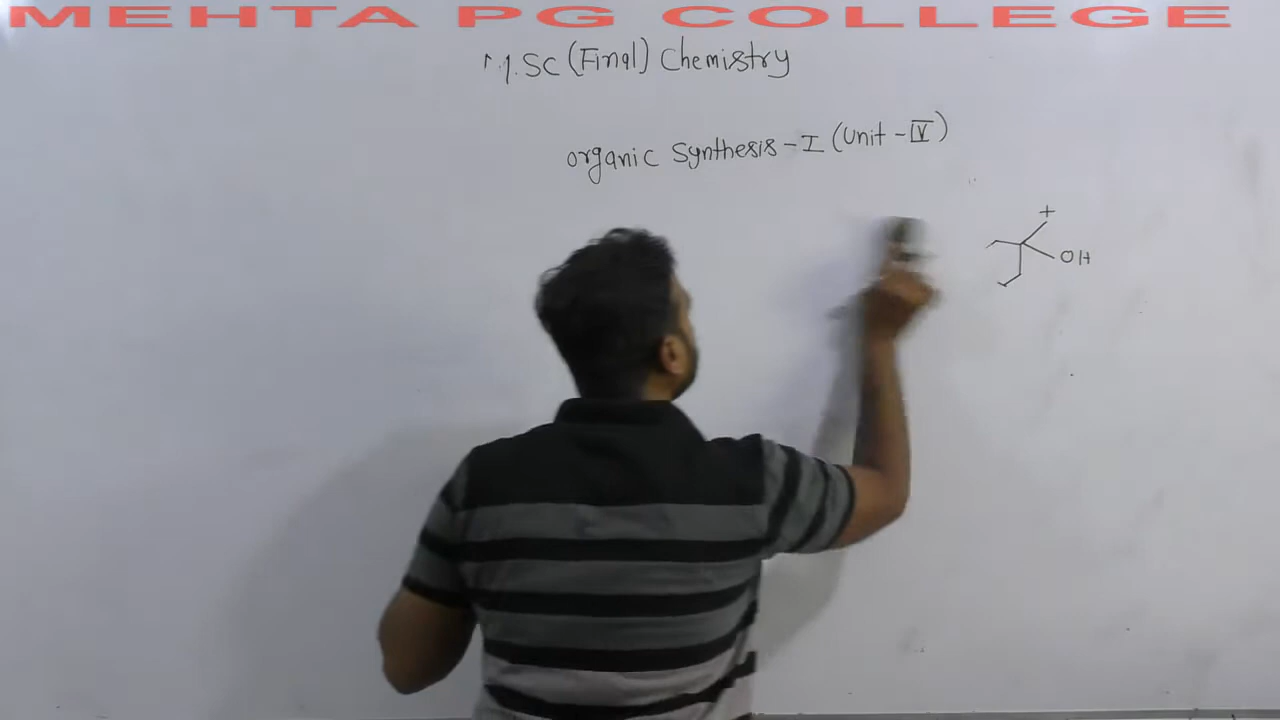 MEHTA PG COLLEGE
M.SC (Final) Chemistry
organic Synthesis - I (Unit - IV)
+
OH